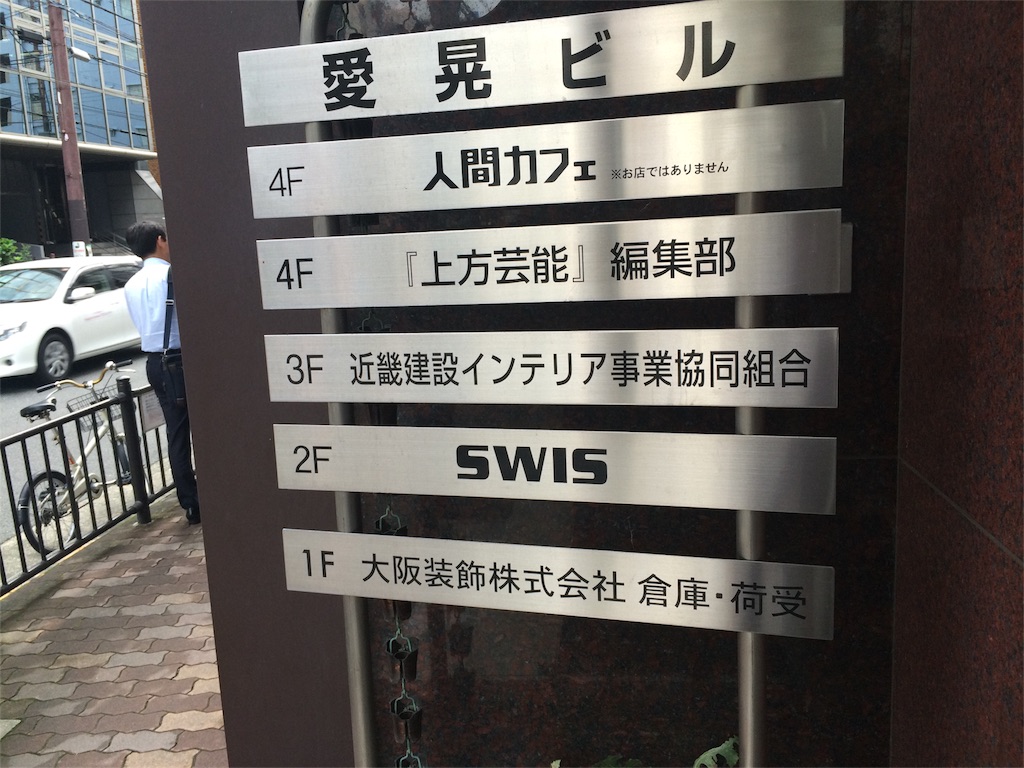 愛晃ビル
4F 人間カフェ ※お店ではありません
4F 『上方芸能』編集部
3F 近畿建設インテリア事業協同組合
2F SWIS
1F 大阪装飾株式会社 倉庫・荷受